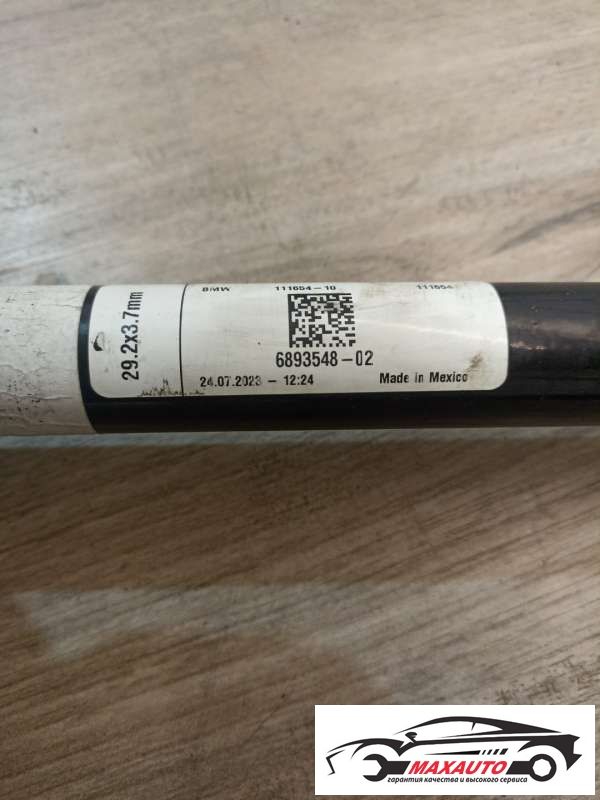 29.2x3.7mm
BMW 111654-10 111654
6893548-02
24.07.2023 - 12:24 Made in Mexico
MAXAUTO
гарантия качества и высокого сервиса